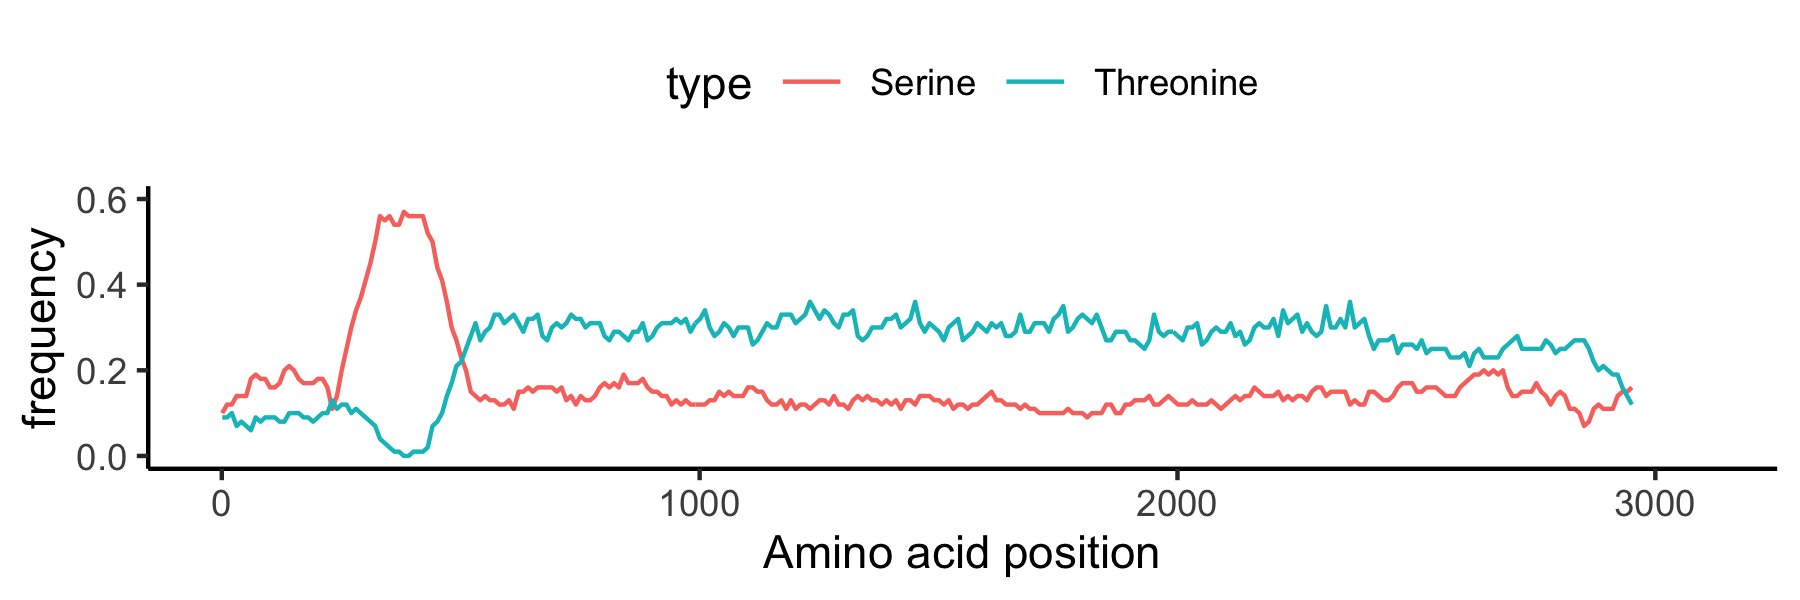 type Serine Threonine
frequency
0.6
0.4
0.2
0.0
0 1000 2000 3000
Amino acid position